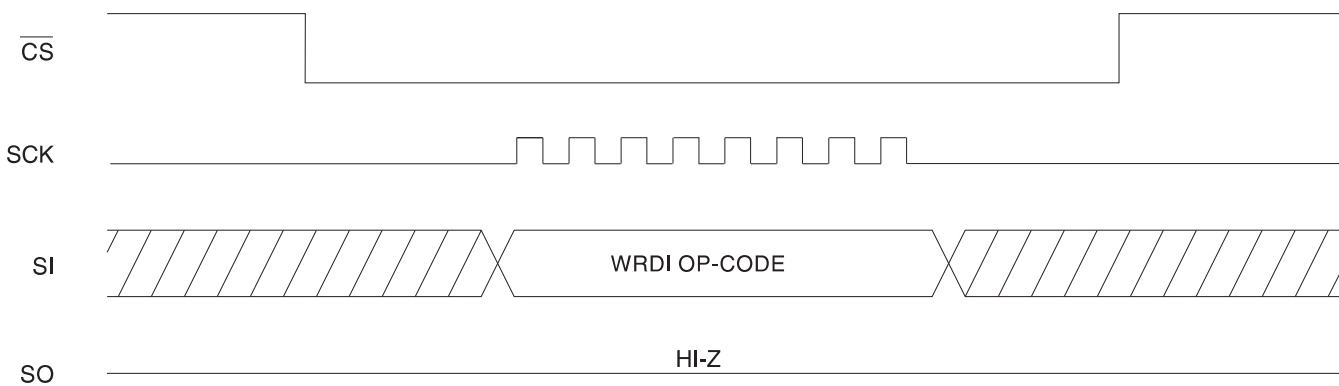 CS
SCK
SI
WRDI OP-CODE
HI-Z
SO